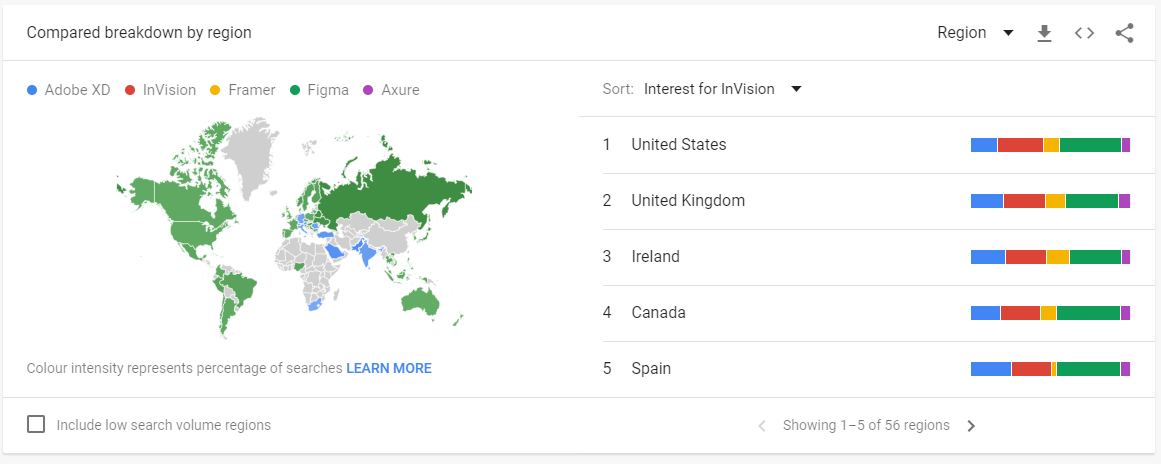 Compared breakdown by region
Region
Adobe XD InVision Framer Figma Axure
Sort: Interest for InVision
1 United States
2 United Kingdom
3 Ireland
4 Canada
5 Spain
Colour intensity represents percentage of searches LEARN MORE
Include low search volume regions
Showing 1–5 of 56 regions